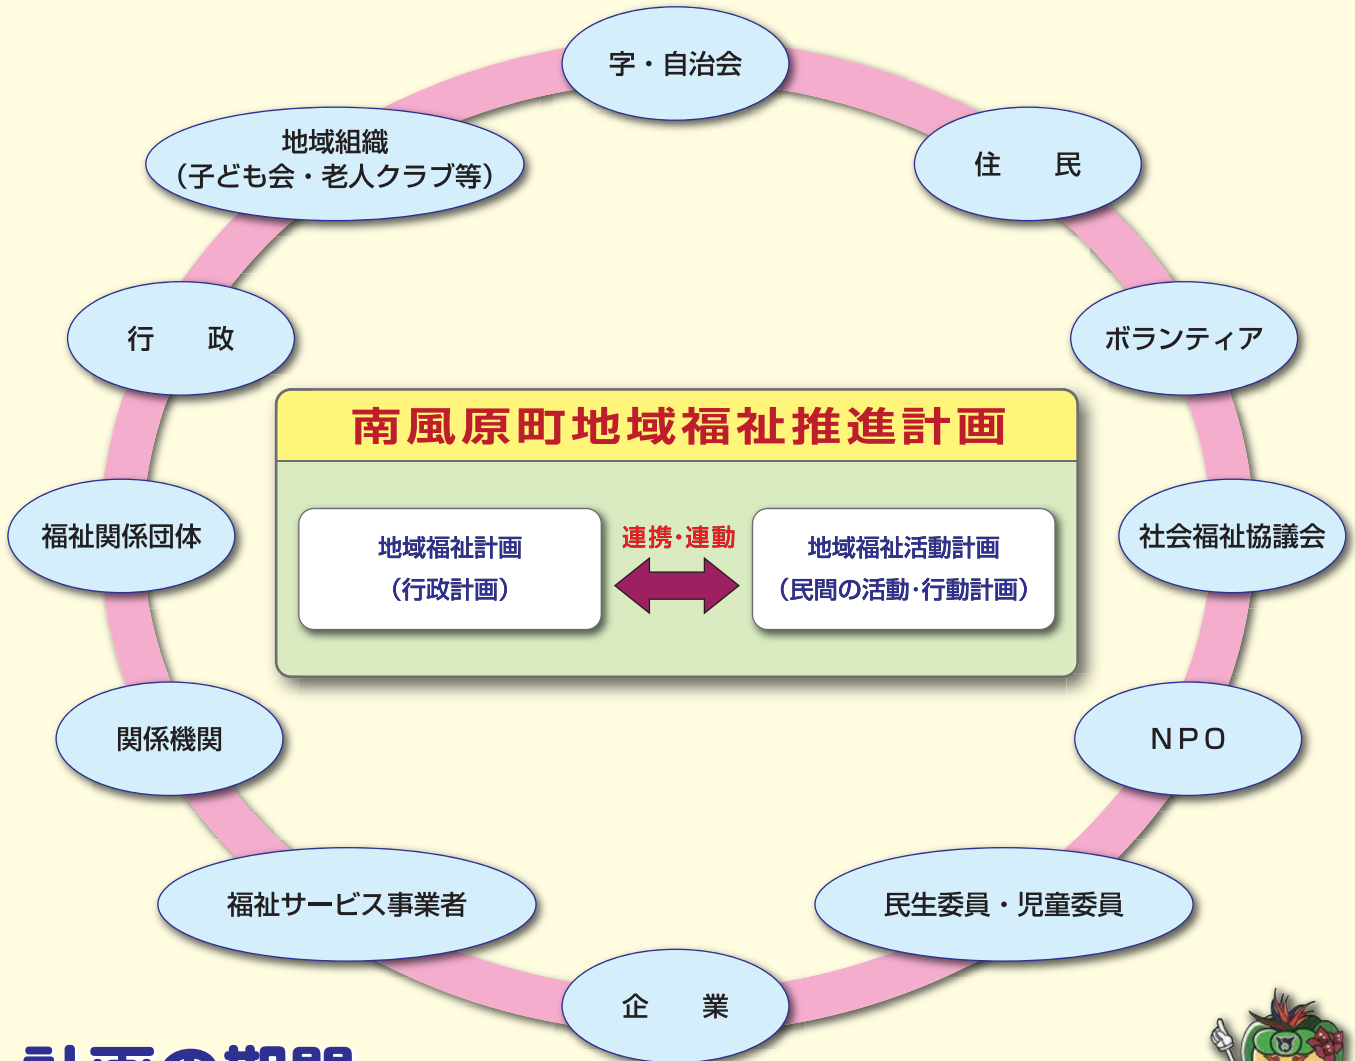 字・自治会
地域組織
(子ども会・老人クラブ等)
住　　民
行　　政
ボランティア
南風原町地域福祉推進計画
福祉関係団体
地域福祉計画
(行政計画)
連携・連動
地域福祉活動計画
(民間の活動・行動計画)
社会福祉協議会
関係機関
NPO
福祉サービス事業者
民生委員・児童委員
企　　業
計画の期間